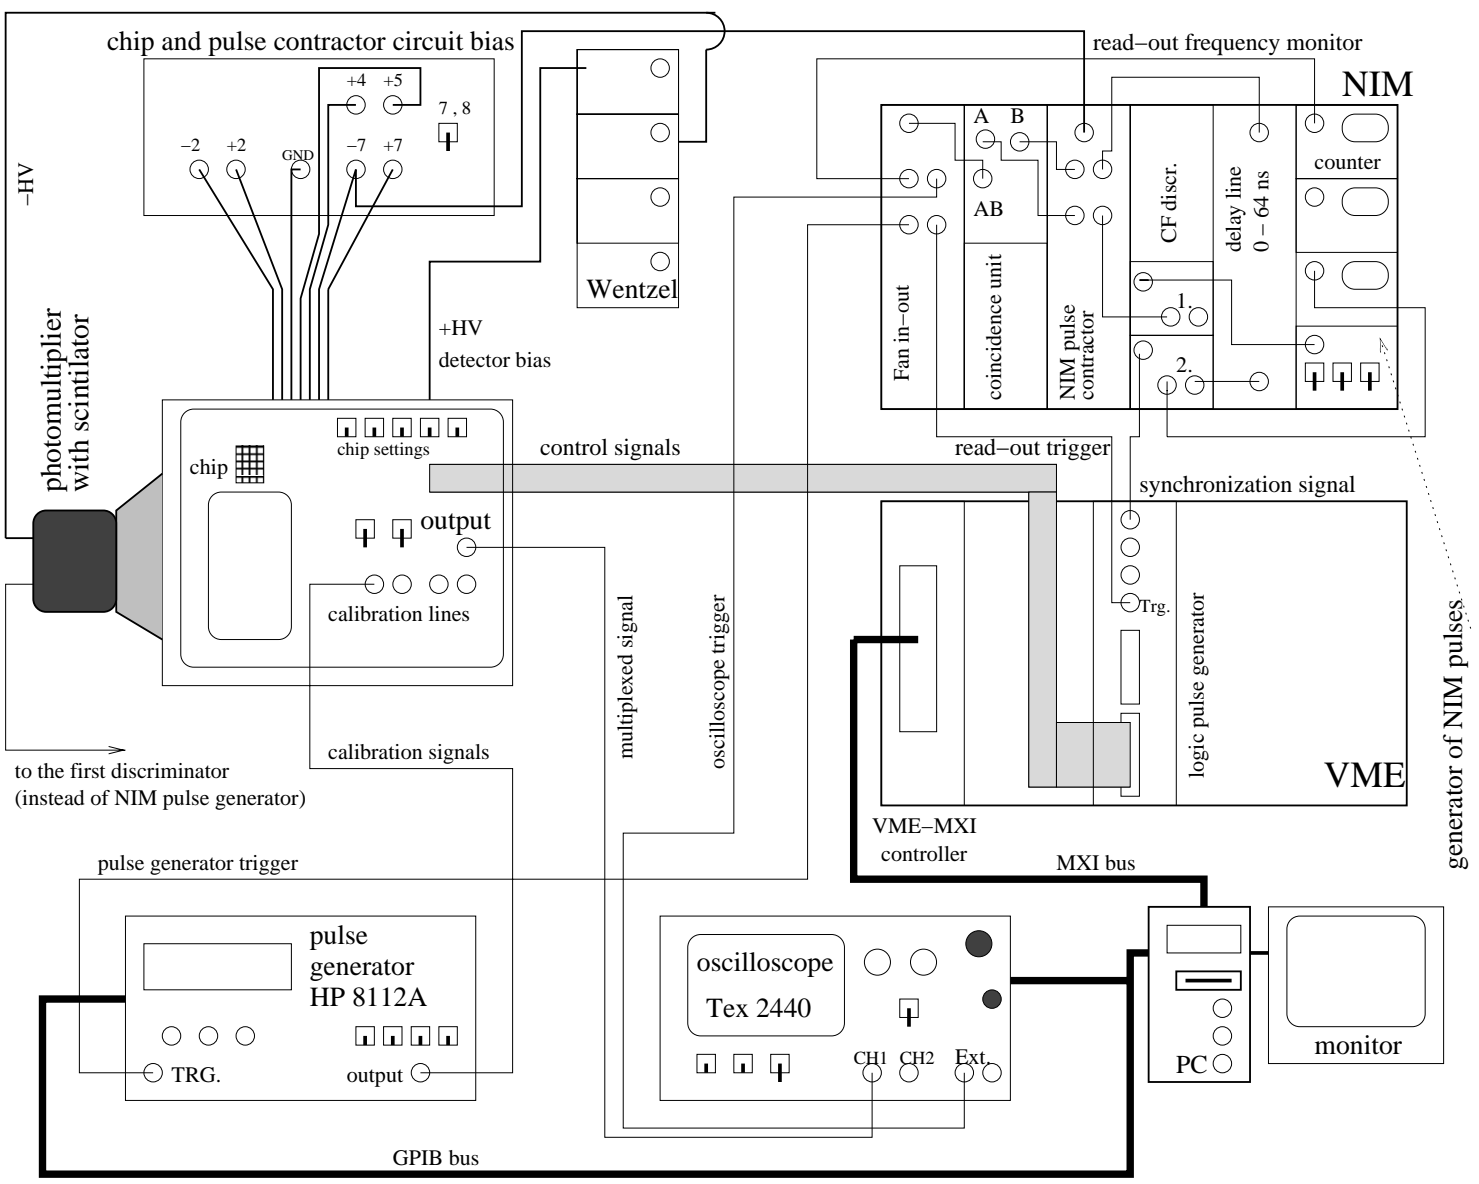 chip and pulse contractor circuit bias
read−out frequency monitor
NIM
+4
+5
7 , 8
−2
+2
GND
−7
+7
−HV
Wentzel
A
B
AB
counter
CF discr.
delay line
0 – 64 ns
Fan in−out
coincidence unit
NIM pulse
contractor
1.
2.
+HV
detector bias
photomultiplier
with scintilator
chip
chip settings
control signals
read−out trigger
synchronization signal
output
calibration lines
multiplexed signal
oscilloscope trigger
Trg.
logic pulse generator
generator of NIM pulses
VME
to the first discriminator
(instead of NIM pulse generator)
calibration signals
VME−MXI
controller
MXI bus
pulse generator trigger
pulse
generator
HP 8112A
TRG.
output
oscilloscope
Tex 2440
CH1
CH2
Ext.
PC
monitor
GPIB bus